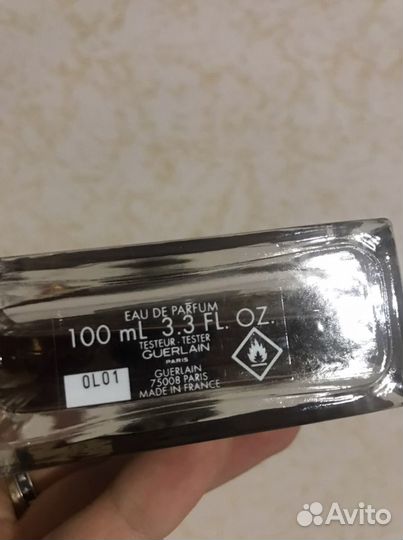 EAU DE PARFUM
100 mL 3.3 FL. OZ.
TESTEUR · TESTER
GUERLAIN
PARIS
GUERLAIN
75008 PARIS
MADE IN FRANCE
0L01
Avito